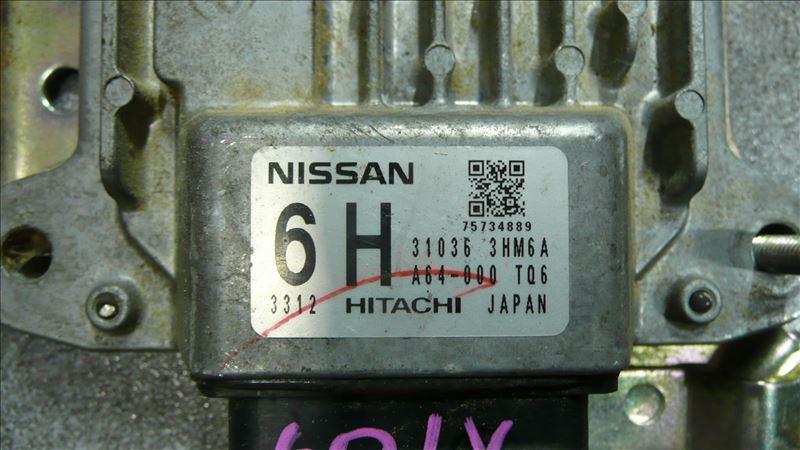 NISSAN
75734889
6H
31036 3HM6A
A64-000 TQ6
3312 HITACHI JAPAN